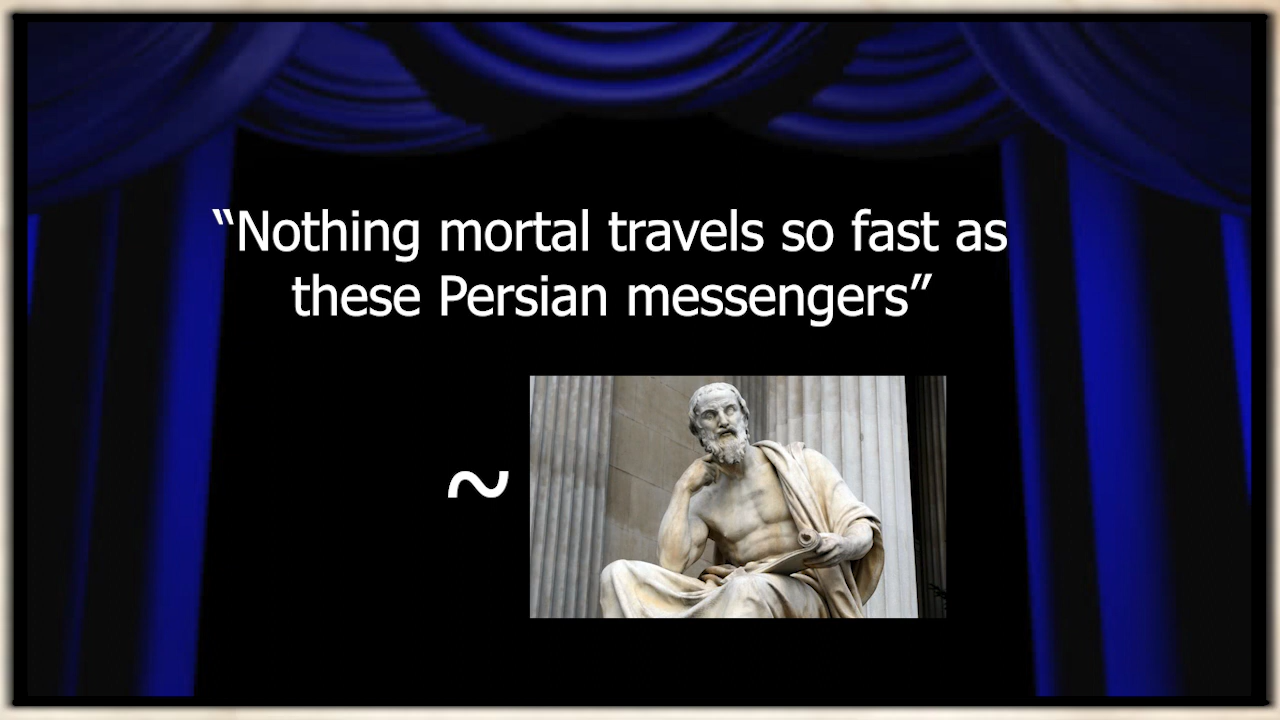 “Nothing mortal travels so fast as
these Persian messengers”
~